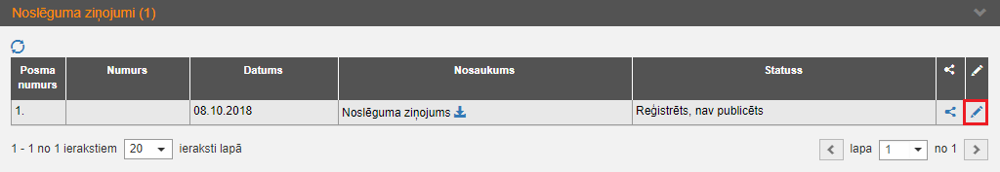 Noslēguma ziņojumi (1)
Posma numurs Numurs Datums Nosaukums Statuss
1. 08.10.2018 Noslēguma ziņojums Reģistrēts, nav publicēts
1 - 1 no 1 ierakstiem 20 ieraksti lapā lapa 1 no 1